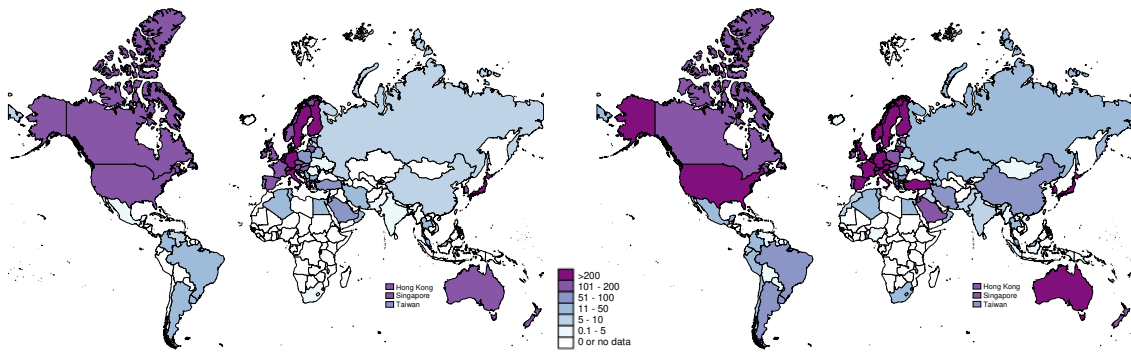 Hong Kong
Singapore
Taiwan
>200
101 - 200
51 - 100
11 - 50
5 - 10
0.1 - 5
0 or no data
Hong Kong
Singapore
Taiwan